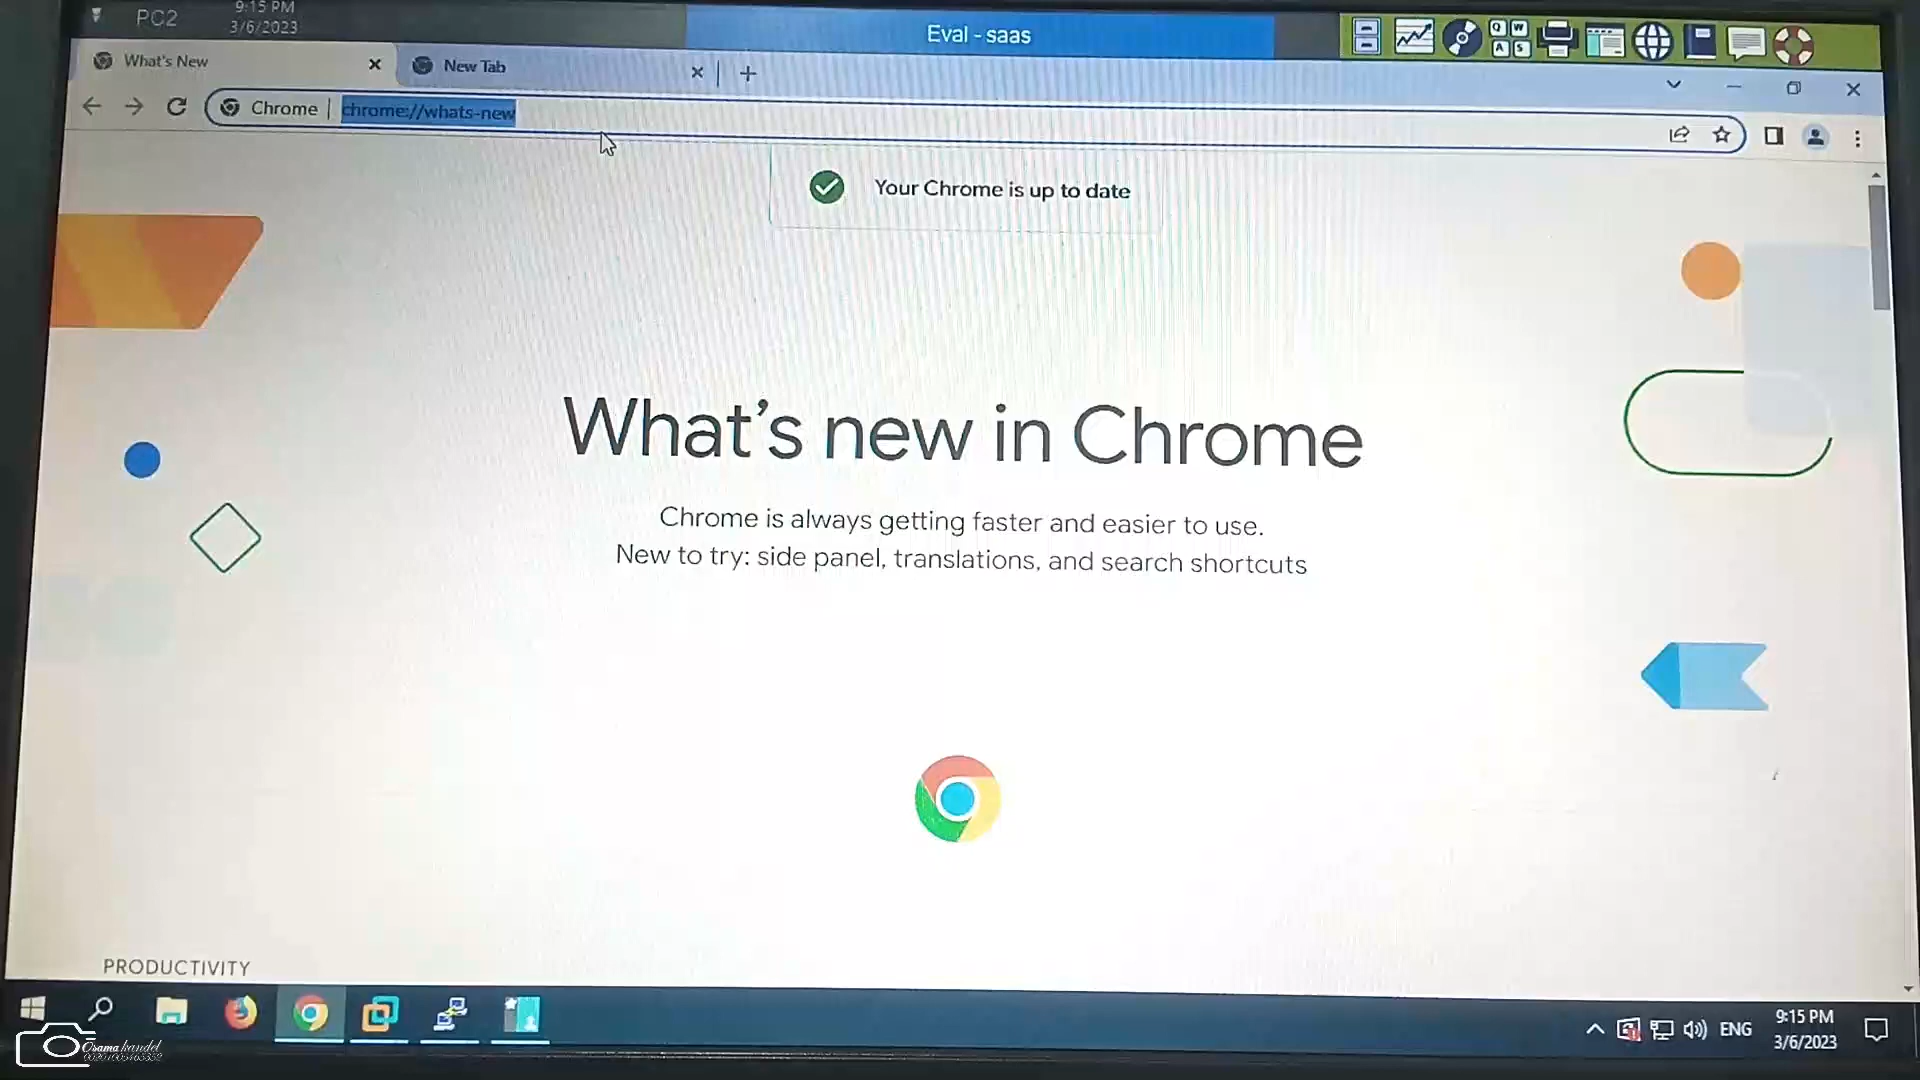 PC2
9:15 PM
3/6/2023
Eval - saas
Q W
A S
What's New
New Tab
Chrome
chrome://whats-new
Your Chrome is up to date
What's new in Chrome
Chrome is always getting faster and easier to use.
New to try: side panel, translations, and search shortcuts
PRODUCTIVITY
ENG
9:15 PM
3/6/2023
Osama kandel